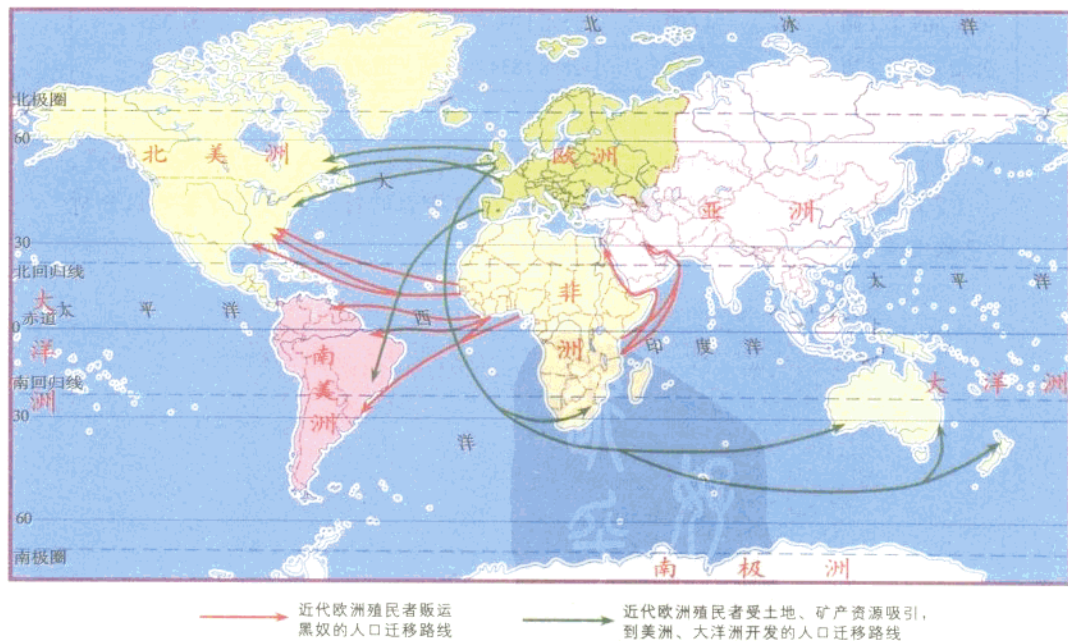 北 冰 洋
北极圈
60
北 美 洲
欧 洲
大
亚 洲
30
北回归线
太 平 洋
非
太 平 洋
大
西
赤道
0
洲
印 度 洋
洋
南
美
洲
南回归线
大 洋 洲
洲
30
洋
60
南极圈
南 极 洲
近代欧洲殖民者贩运
黑奴的人口迁移路线
近代欧洲殖民者受土地、矿产资源吸引，
到美洲、大洋洲开发的人口迁移路线